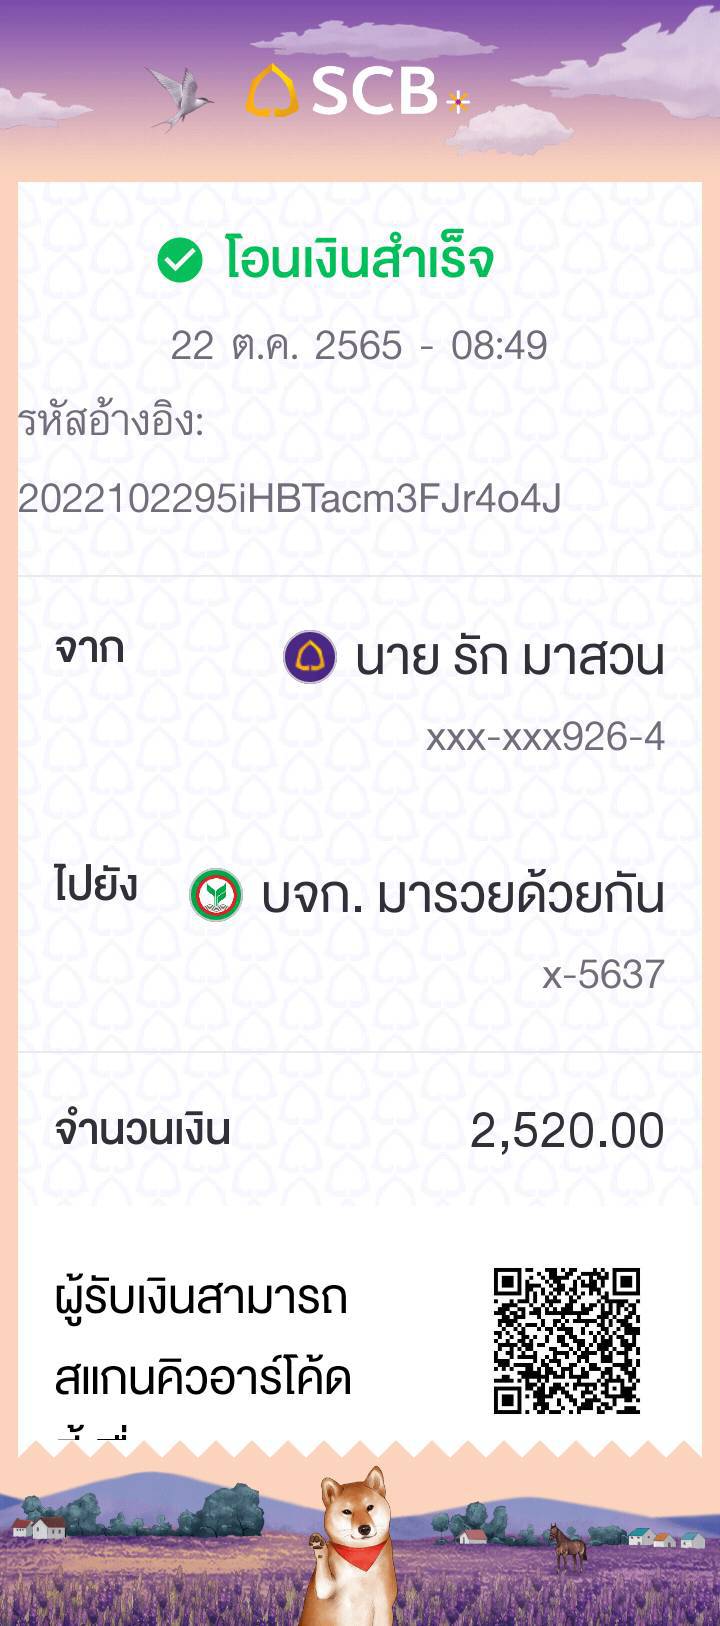 SCB
โอนเงินสำเร็จ
22 ต.ค. 2565 - 08:49
รหัสอ้างอิง:
2022102295iHBTacm3FJr4o4J
จาก นาย รัก มาสวน
xxx-xxx926-4
ไปยัง บจก. มารวยด้วยกัน
x-5637
จำนวนเงิน 2,520.00
ผู้รับเงินสามารถ
สแกนคิวอาร์โค้ด